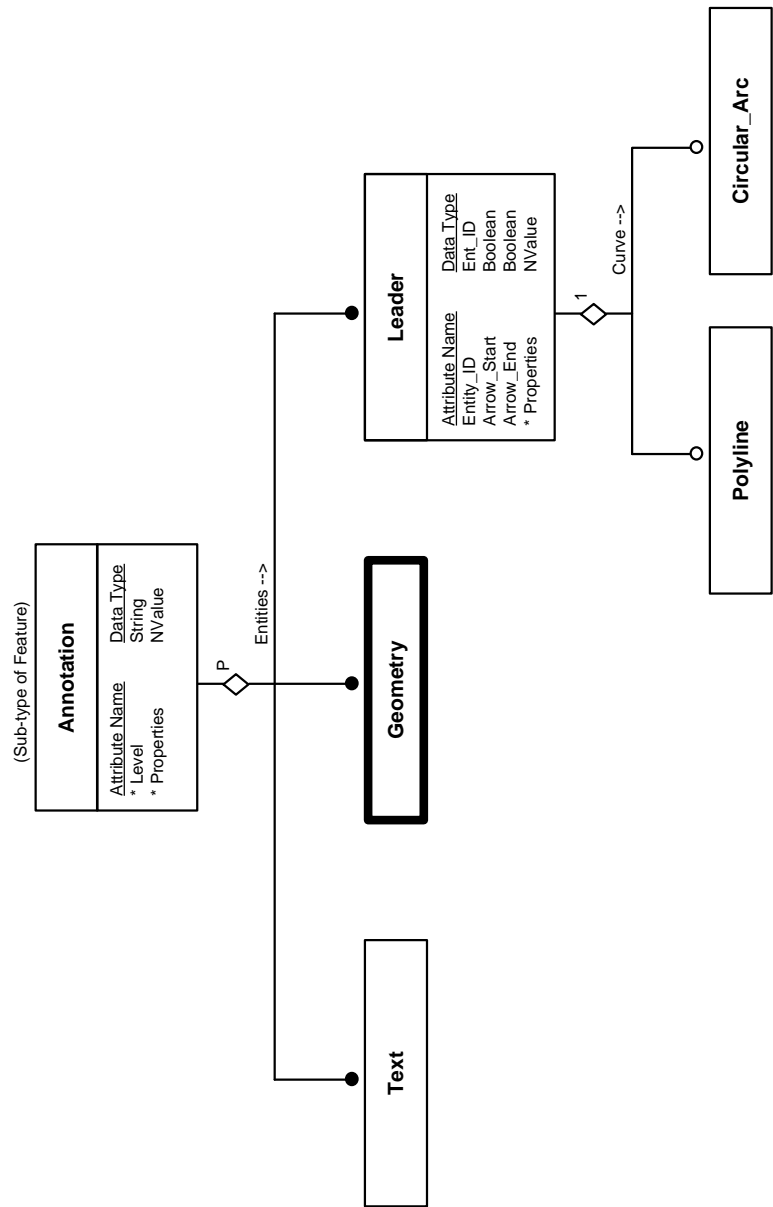 (Sub-type of Feature)
Annotation
Attribute Name Data Type
* Level String
* Properties NValue
P
Entities -->
Text
Geometry
Leader
Attribute Name Data Type
Entity_ID Ent_ID
Arrow_Start Boolean
Arrow_End Boolean
* Properties NValue
1
Curve -->
Polyline
Circular_Arc